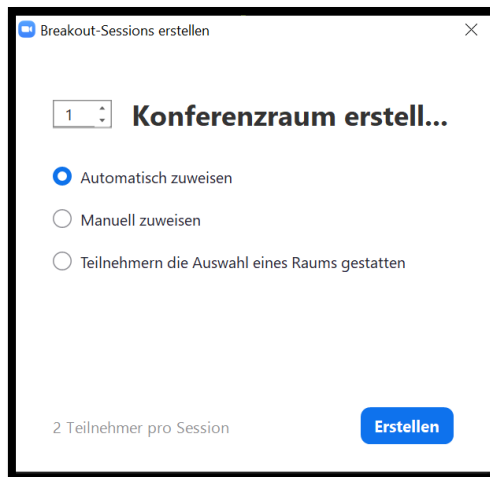 Breakout-Sessions erstellen
1 Konferenzraum erstell...
Automatisch zuweisen
Manuell zuweisen
Teilnehmern die Auswahl eines Raums gestatten
2 Teilnehmer pro Session Erstellen